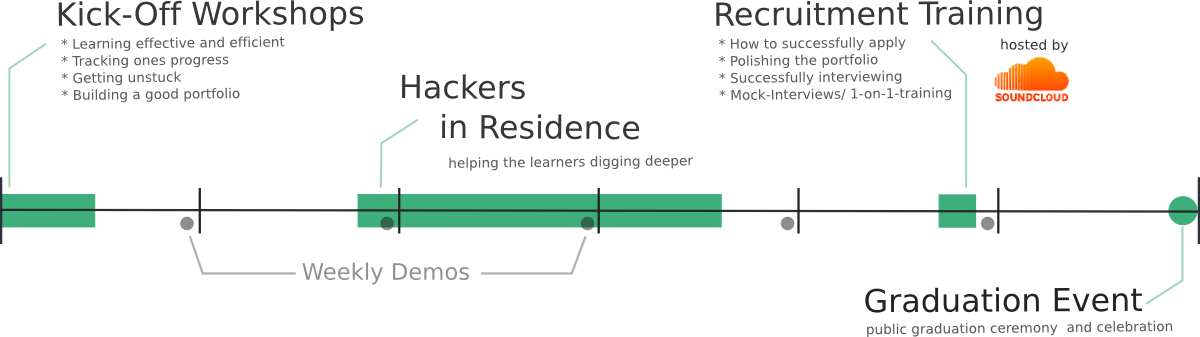 Kick-Off Workshops
* Learning effective and efficient
* Tracking ones progress
* Getting unstuck
* Building a good portfolio
Hackers
in Residence
helping the learners digging deeper
Recruitment Training
* How to successfully apply
* Polishing the portfolio
* Successfully interviewing
* Mock-Interviews/ 1-on-1-training
hosted by
SOUNDCLOUD
Weekly Demos
Graduation Event
public graduation ceremony  and celebration